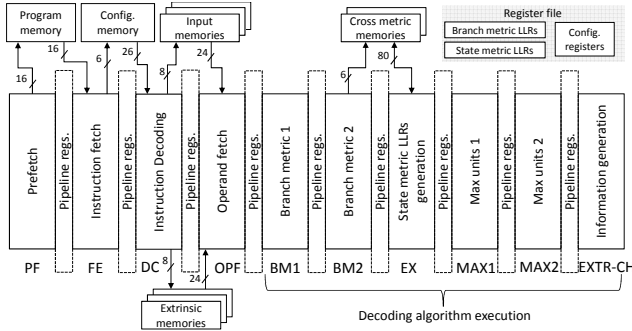 Program
memory
Config.
memory
Input
memories
Cross metric
memories
Register file
Branch metric LLRs
State metric LLRs
Config.
registers
16
16
6
26
8
24
6
80
Prefetch
Pipeline regs.
Instruction fetch
Pipeline regs.
Instruction Decoding
Pipeline regs.
Operand fetch
Pipeline regs.
Branch metric 1
Pipeline regs.
Branch metric 2
Pipeline regs.
State metric LLRs
generation
Pipeline regs.
Max units 1
Pipeline regs.
Max units 2
Pipeline regs.
Information generation
PF
FE
DC
OPF
BM1
BM2
EX
MAX1
MAX2
EXTR-CH
8
24
Extrinsic
memories
Decoding algorithm execution